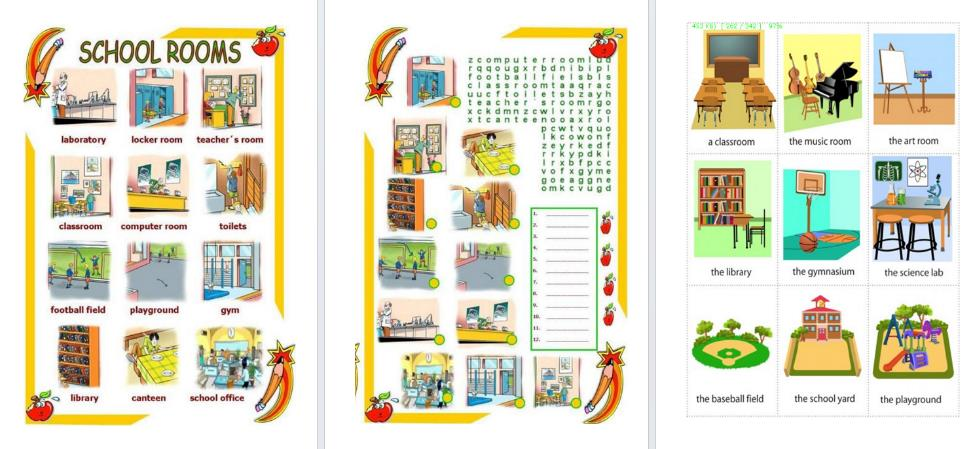 SCHOOL ROOMS
laboratory
locker room
teacher´s room
classroom
computer room
toilets
football field
playground
gym
library
canteen
school office
z c o m p u t e r r o o m l u d
r q q o u g x r b d n i b i p l
f o o t b a l l f i e l s b l s
c l a s s r o o m t a a q r a c h
u u c f t o i l e t s b z a y h
t e a c h e r ´ s r o o m r g o
x c k d m n z c w l v r x y r o
x t c a n t e e n o o a x r o l
p c w t v q u o
l k c o w o n f
z e y r k e d f
r r k y p d k i
l r x b f p c c
v o f x g y m e
g o e a g g n e
o m k c v u g d
1.
2.
3.
4.
5.
6.
7.
8.
9.
10.
11.
12.
a classroom
the music room
the art room
the library
the gymnasium
the science lab
the baseball field
the school yard
the playground